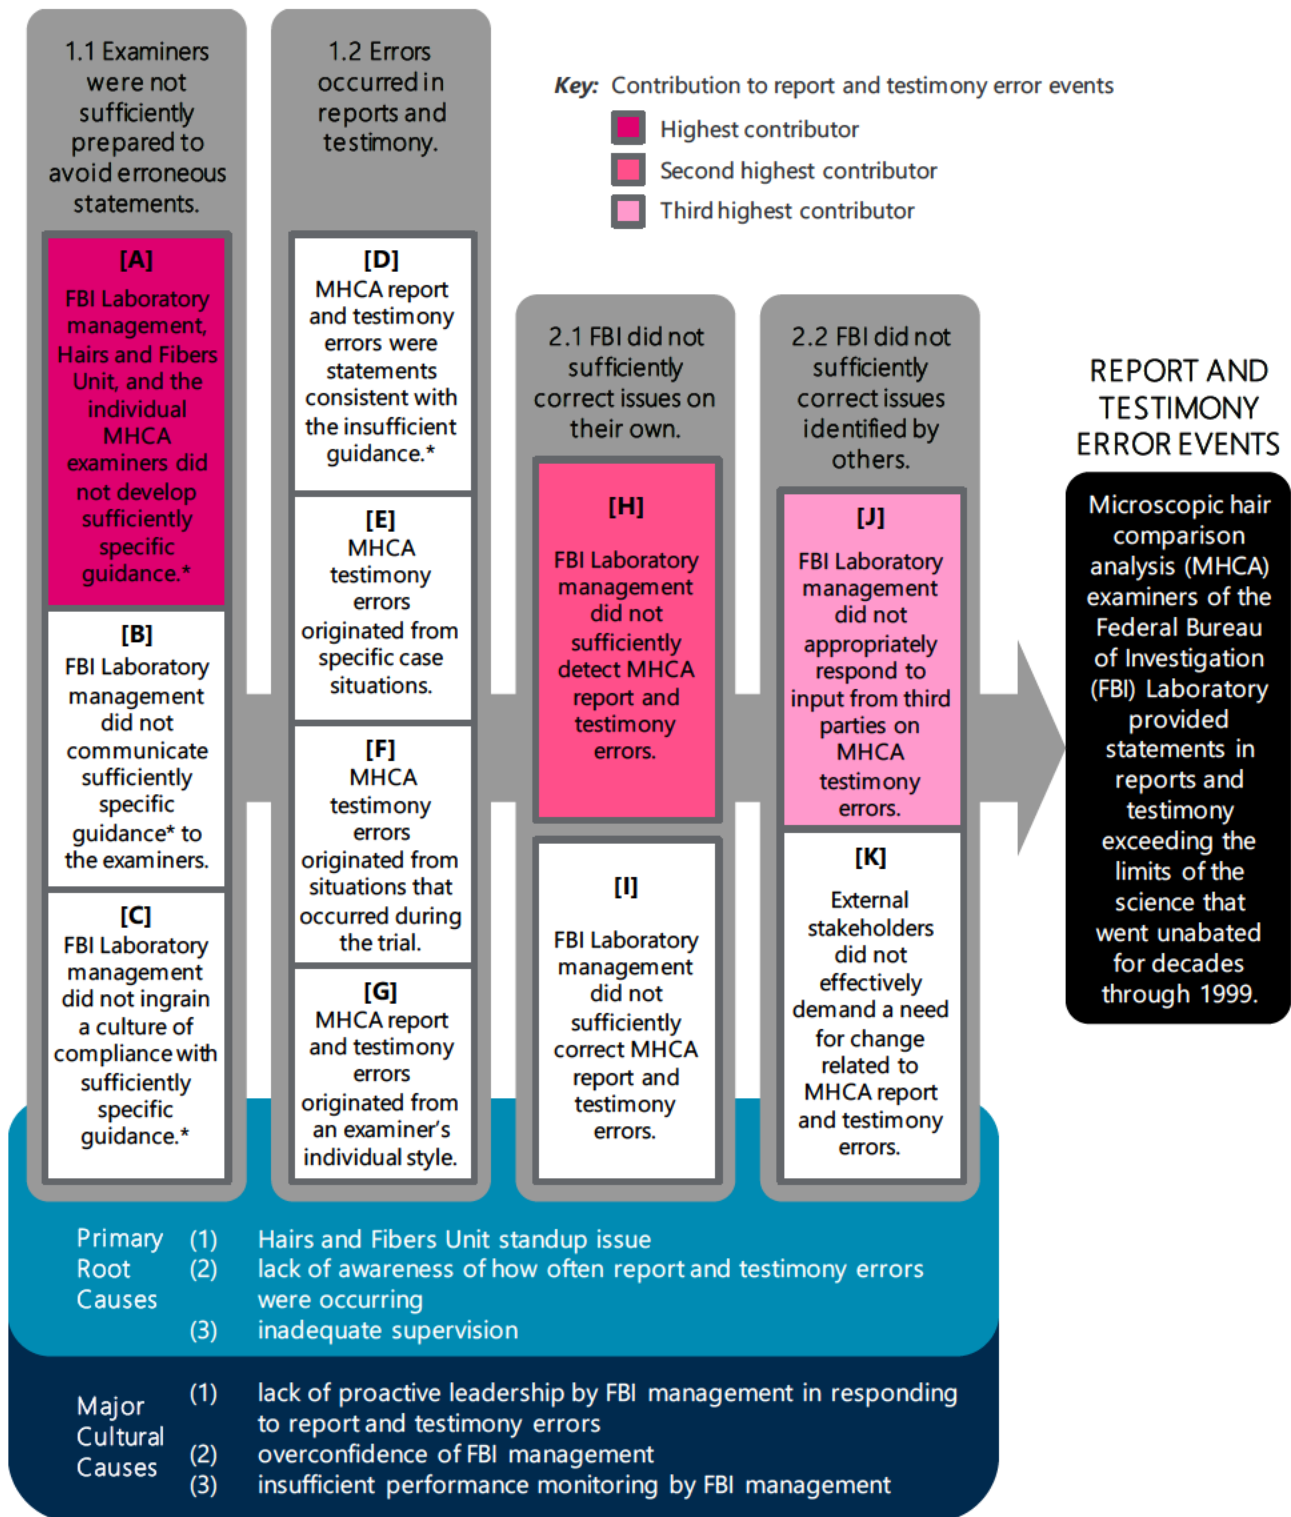 1.1 Examiners
were not
sufficiently
prepared to
avoid erroneous
statements.
[A]
FBI Laboratory
management,
Hairs and Fibers
Unit, and the
individual
MHCA
examiners did
not develop
sufficiently
specific
guidance.*
[B]
FBI Laboratory
management
did not
communicate
sufficiently
specific
guidance* to
the examiners.
[C]
FBI Laboratory
management
did not ingrain
a culture of
compliance with
sufficiently
specific
guidance.*
1.2 Errors
occurred in
reports and
testimony.
[D]
MHCA report
and testimony
errors were
statements
consistent with
the insufficient
guidance.*
[E]
MHCA
testimony
errors
originated from
specific case
situations.
[F]
MHCA
testimony
errors
originated from
situations that
occurred during
the trial.
[G]
MHCA report
and testimony
errors
originated from
an examiner's
individual style.
Key: Contribution to report and testimony error events
Highest contributor
Second highest contributor
Third highest contributor
2.1 FBI did not
sufficiently
correct issues on
their own.
[H]
FBI Laboratory
management
did not
sufficiently
detect MHCA
report and
testimony
errors.
[I]
FBI Laboratory
management
did not
sufficiently
correct MHCA
report and
testimony
errors.
2.2 FBI did not
sufficiently
correct issues
identified by
others.
[J]
FBI Laboratory
management
did not
appropriately
respond to
input from third
parties on
MHCA
testimony
errors.
[K]
External
stakeholders
did not
effectively
demand a need
for change
related to
MHCA report
and testimony
errors.
REPORT AND
TESTIMONY
ERROR EVENTS
Microscopic hair
comparison
analysis (MHCA)
examiners of the
Federal Bureau
of Investigation
(FBI) Laboratory
provided
statements in
reports and
testimony
exceeding the
limits of the
science that
went unabated
for decades
through 1999.
Primary
Root
Causes
(1) Hairs and Fibers Unit standup issue
(2) lack of awareness of how often report and testimony errors
were occurring
(3) inadequate supervision
Major
Cultural
Causes
(1) lack of proactive leadership by FBI management in responding
to report and testimony errors
(2) overconfidence of FBI management
(3) insufficient performance monitoring by FBI management